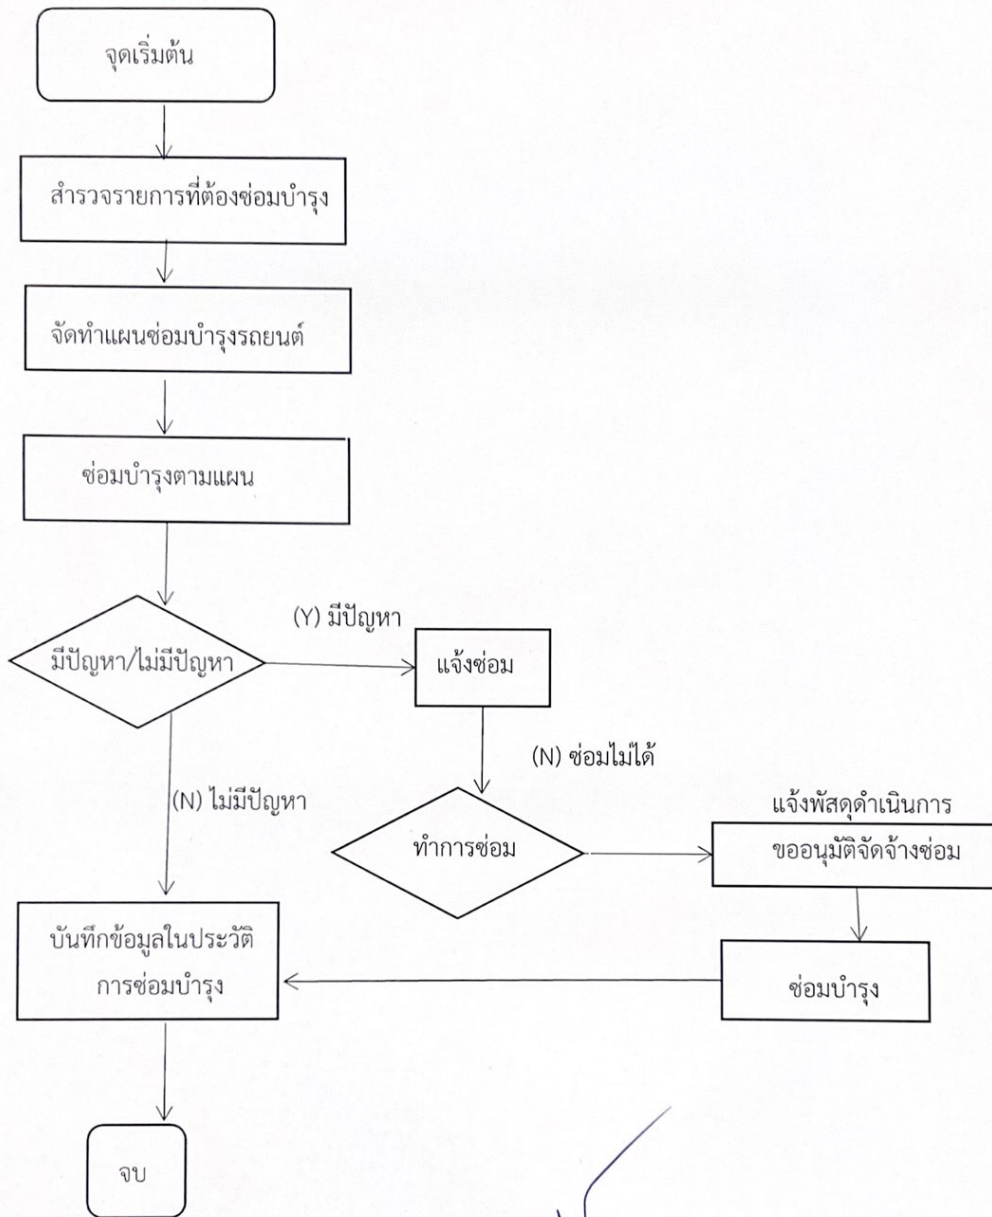 จุดเริ่มต้น
สำรวจรายการที่ต้องซ่อมบำรุง
จัดทำแผนซ่อมบำรุงรถยนต์
ซ่อมบำรุงตามแผน
(Y) มีปัญหา
มีปัญหา/ไม่มีปัญหา
แจ้งซ่อม
(N) ซ่อมไม่ได้
(N) ไม่มีปัญหา
แจ้งพัสดุดำเนินการ
ทำการซ่อม
ขออนุมัติจัดจ้างซ่อม
บันทึกข้อมูลในประวัติ
การซ่อมบำรุง
ซ่อมบำรุง
จบ